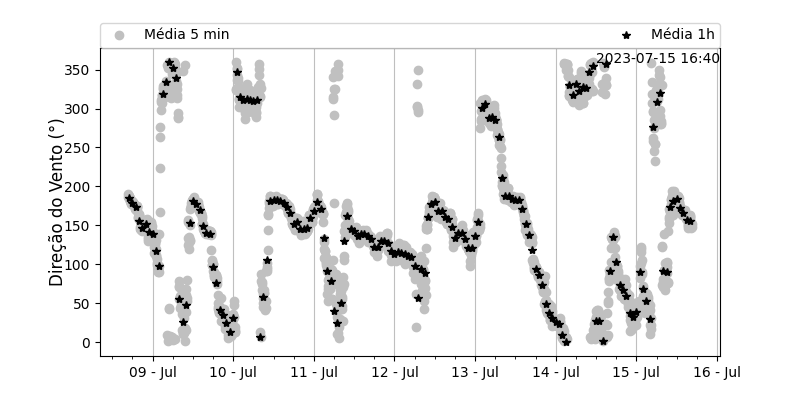 Média 5 min
Média 1h
2023-07-15 16:40
Direção do Vento (°)
350
300
250
200
150
100
50
0
09 - Jul
10 - Jul
11 - Jul
12 - Jul
13 - Jul
14 - Jul
15 - Jul
16 - Jul